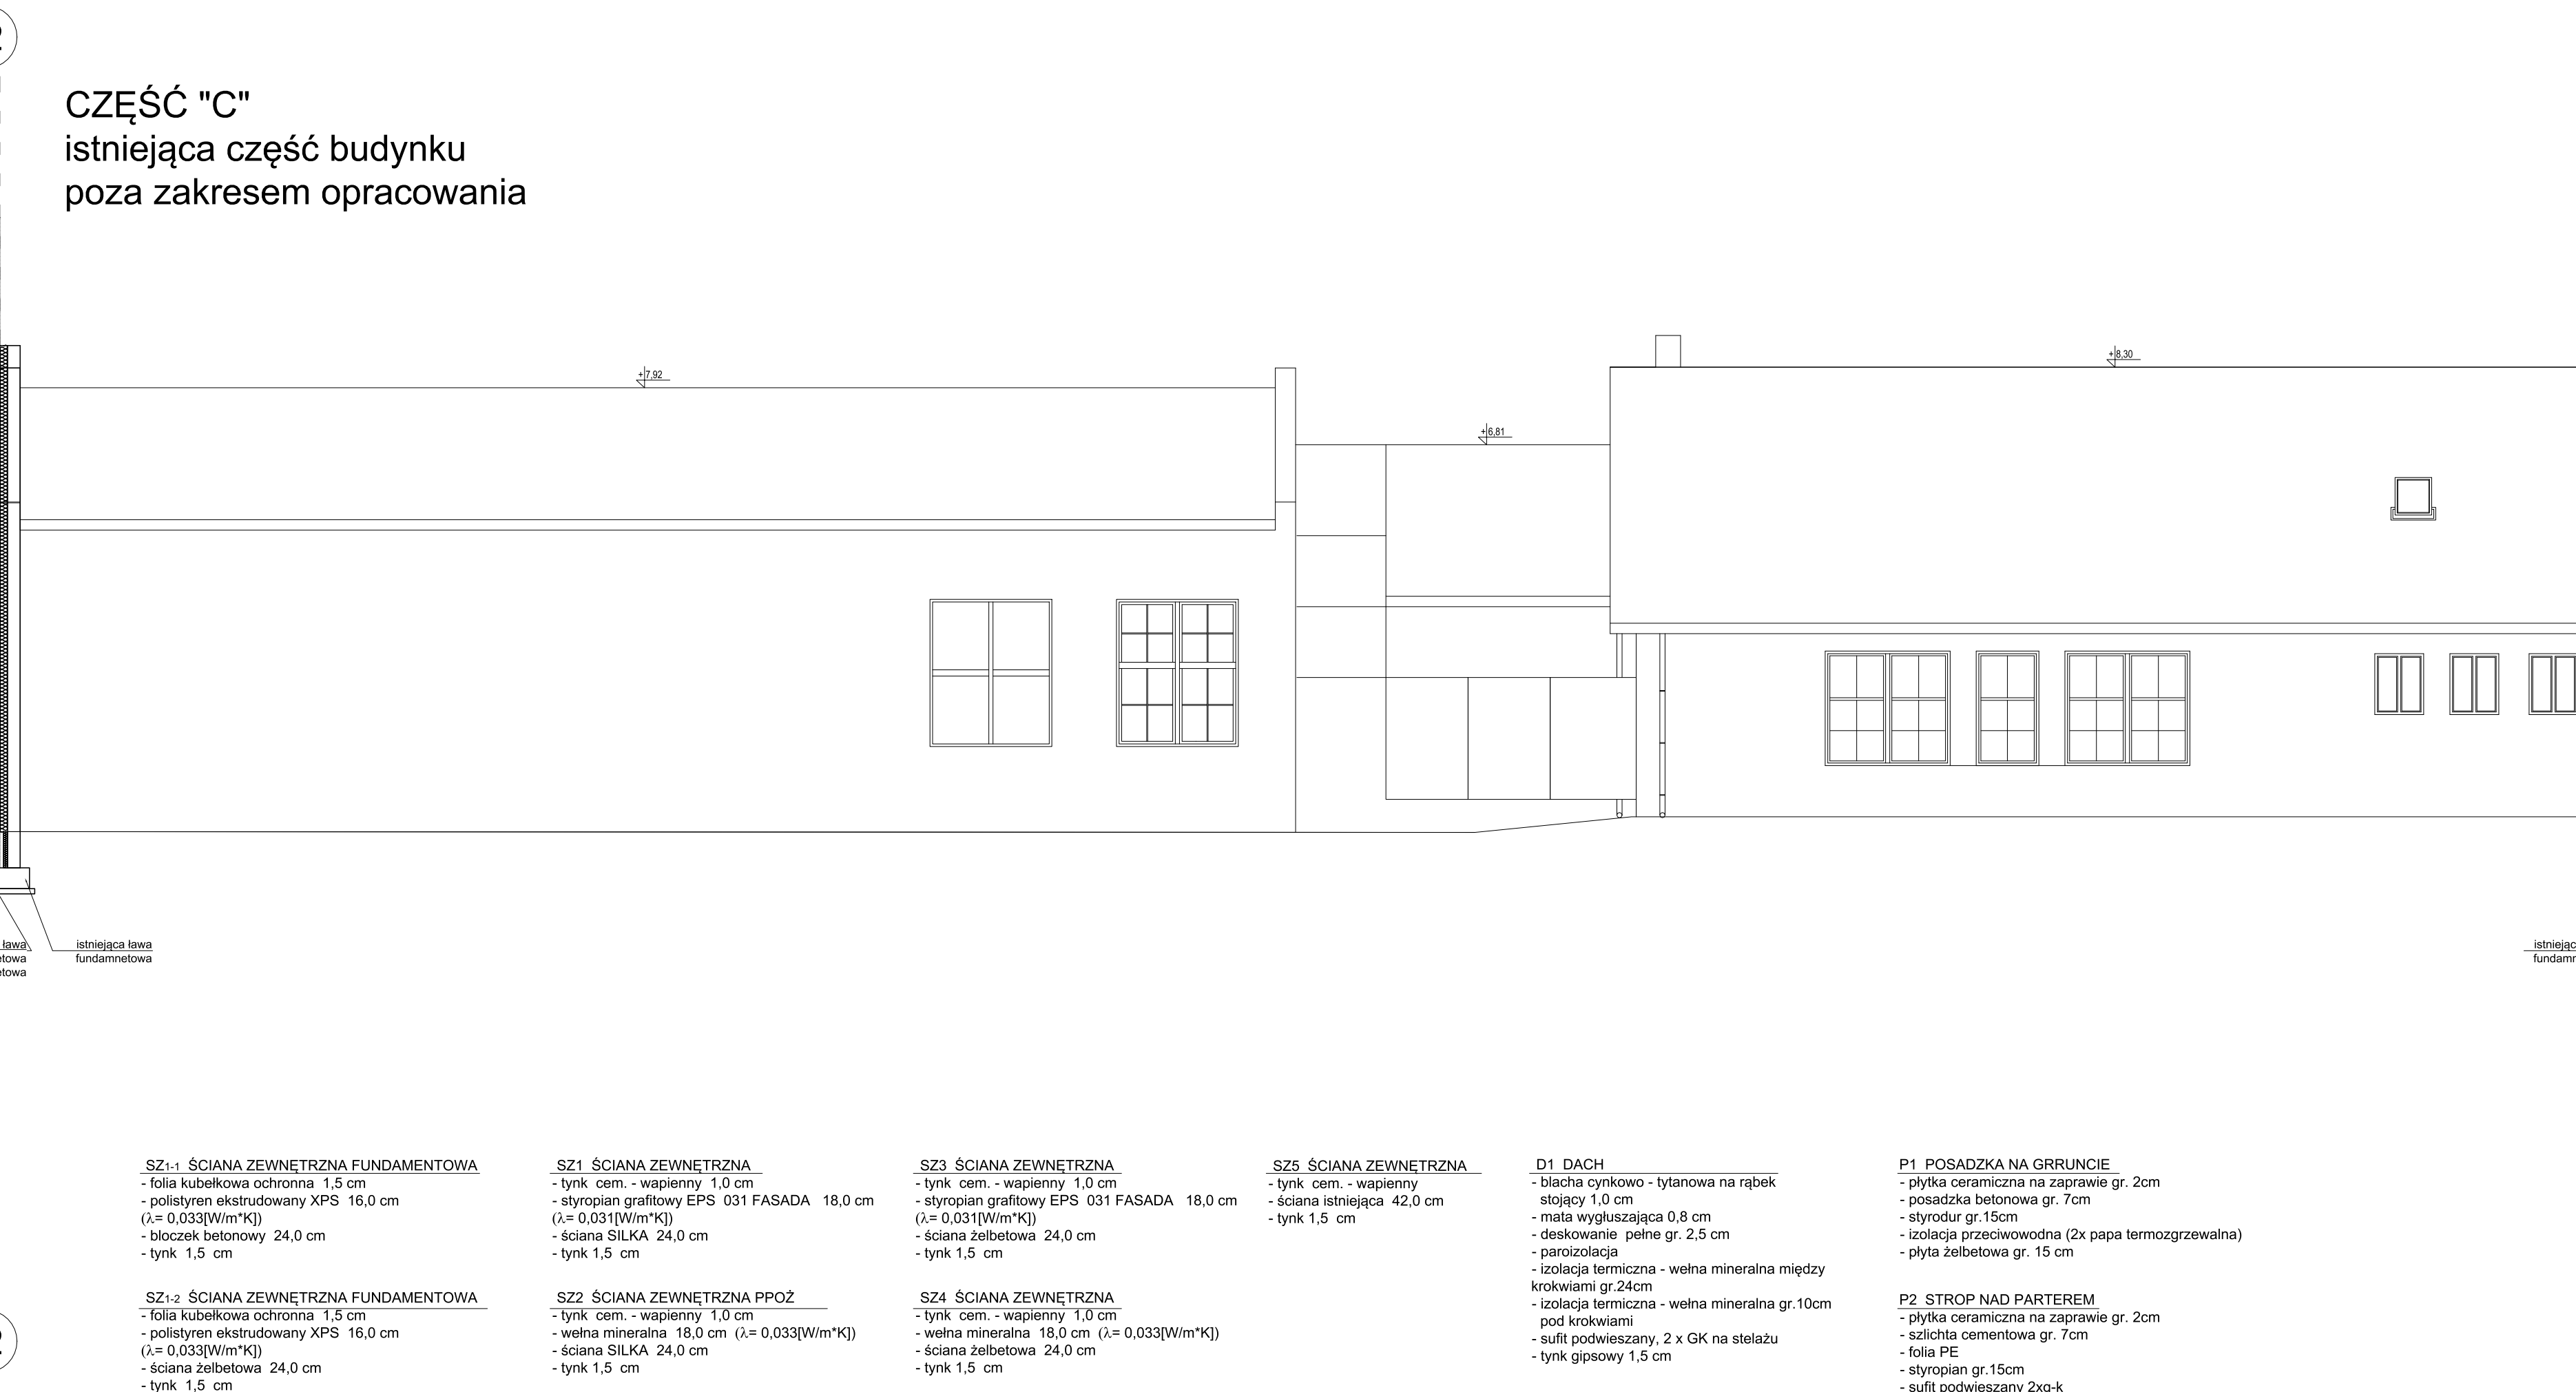 CZĘŚĆ "C"
istniejąca część budynku
poza zakresem opracowania
+7,92
+6,81
+8,30
ława
istniejąca ława
fundamnetowa
SZ1-1 ŚCIANA ZEWNĘTRZNA FUNDAMENTOWA
- folia kubełkowa ochronna 1,5 cm
- polistyren ekstrudowany XPS 16,0 cm
(λ= 0,033[W/m*K])
- bloczek betonowy 24,0 cm
- tynk 1,5 cm
SZ1-2 ŚCIANA ZEWNĘTRZNA FUNDAMENTOWA
- folia kubełkowa ochronna 1,5 cm
- polistyren ekstrudowany XPS 16,0 cm
(λ= 0,033[W/m*K])
- ściana żelbetowa 24,0 cm
- tynk 1,5 cm
SZ1 ŚCIANA ZEWNĘTRZNA
- tynk cem. - wapienny 1,0 cm
- styropian grafitowy EPS 031 FASADA 18,0 cm
(λ= 0,031[W/m*K])
- ściana SILKA 24,0 cm
- tynk 1,5 cm
SZ2 ŚCIANA ZEWNĘTRZNA PPOŻ
- tynk cem. - wapienny 1,0 cm
- wełna mineralna 18,0 cm (λ= 0,033[W/m*K])
- ściana SILKA 24,0 cm
- tynk 1,5 cm
SZ3 ŚCIANA ZEWNĘTRZNA
- tynk cem. - wapienny 1,0 cm
- styropian grafitowy EPS 031 FASADA 18,0 cm
(λ= 0,031[W/m*K])
- ściana żelbetowa 24,0 cm
- tynk 1,5 cm
SZ4 ŚCIANA ZEWNĘTRZNA
- tynk cem. - wapienny 1,0 cm
- wełna mineralna 18,0 cm (λ= 0,033[W/m*K])
- ściana żelbetowa 24,0 cm
- tynk 1,5 cm
SZ5 ŚCIANA ZEWNĘTRZNA
- tynk cem. - wapienny
- ściana istniejąca 42,0 cm
- tynk 1,5 cm
D1 DACH
- blacha cynkowo - tytanowa na rąbek
stojący 1,0 cm
- mata wygłuszająca 0,8 cm
- deskowanie pełne gr. 2,5 cm
- paroizolacja
- izolacja termiczna - wełna mineralna między
krokwiami gr.24cm
- izolacja termiczna - wełna mineralna gr.10cm
pod krokwiami
- sufit podwieszany, 2 x GK na stelażu
- tynk gipsowy 1,5 cm
P1 POSADZKA NA GRRUNCIE
- płytka ceramiczna na zaprawie gr. 2cm
- posadzka betonowa gr. 7cm
- styrodur gr.15cm
- izolacja przeciwowodna (2x papa termozgrzewalna)
- płyta żelbetowa gr. 15 cm
P2 STROP NAD PARTEREM
- płytka ceramiczna na zaprawie gr. 2cm
- szlichta cementowa gr. 7cm
- folia PE
- styropian gr.15cm
- sufit podwieszany 2xg-k